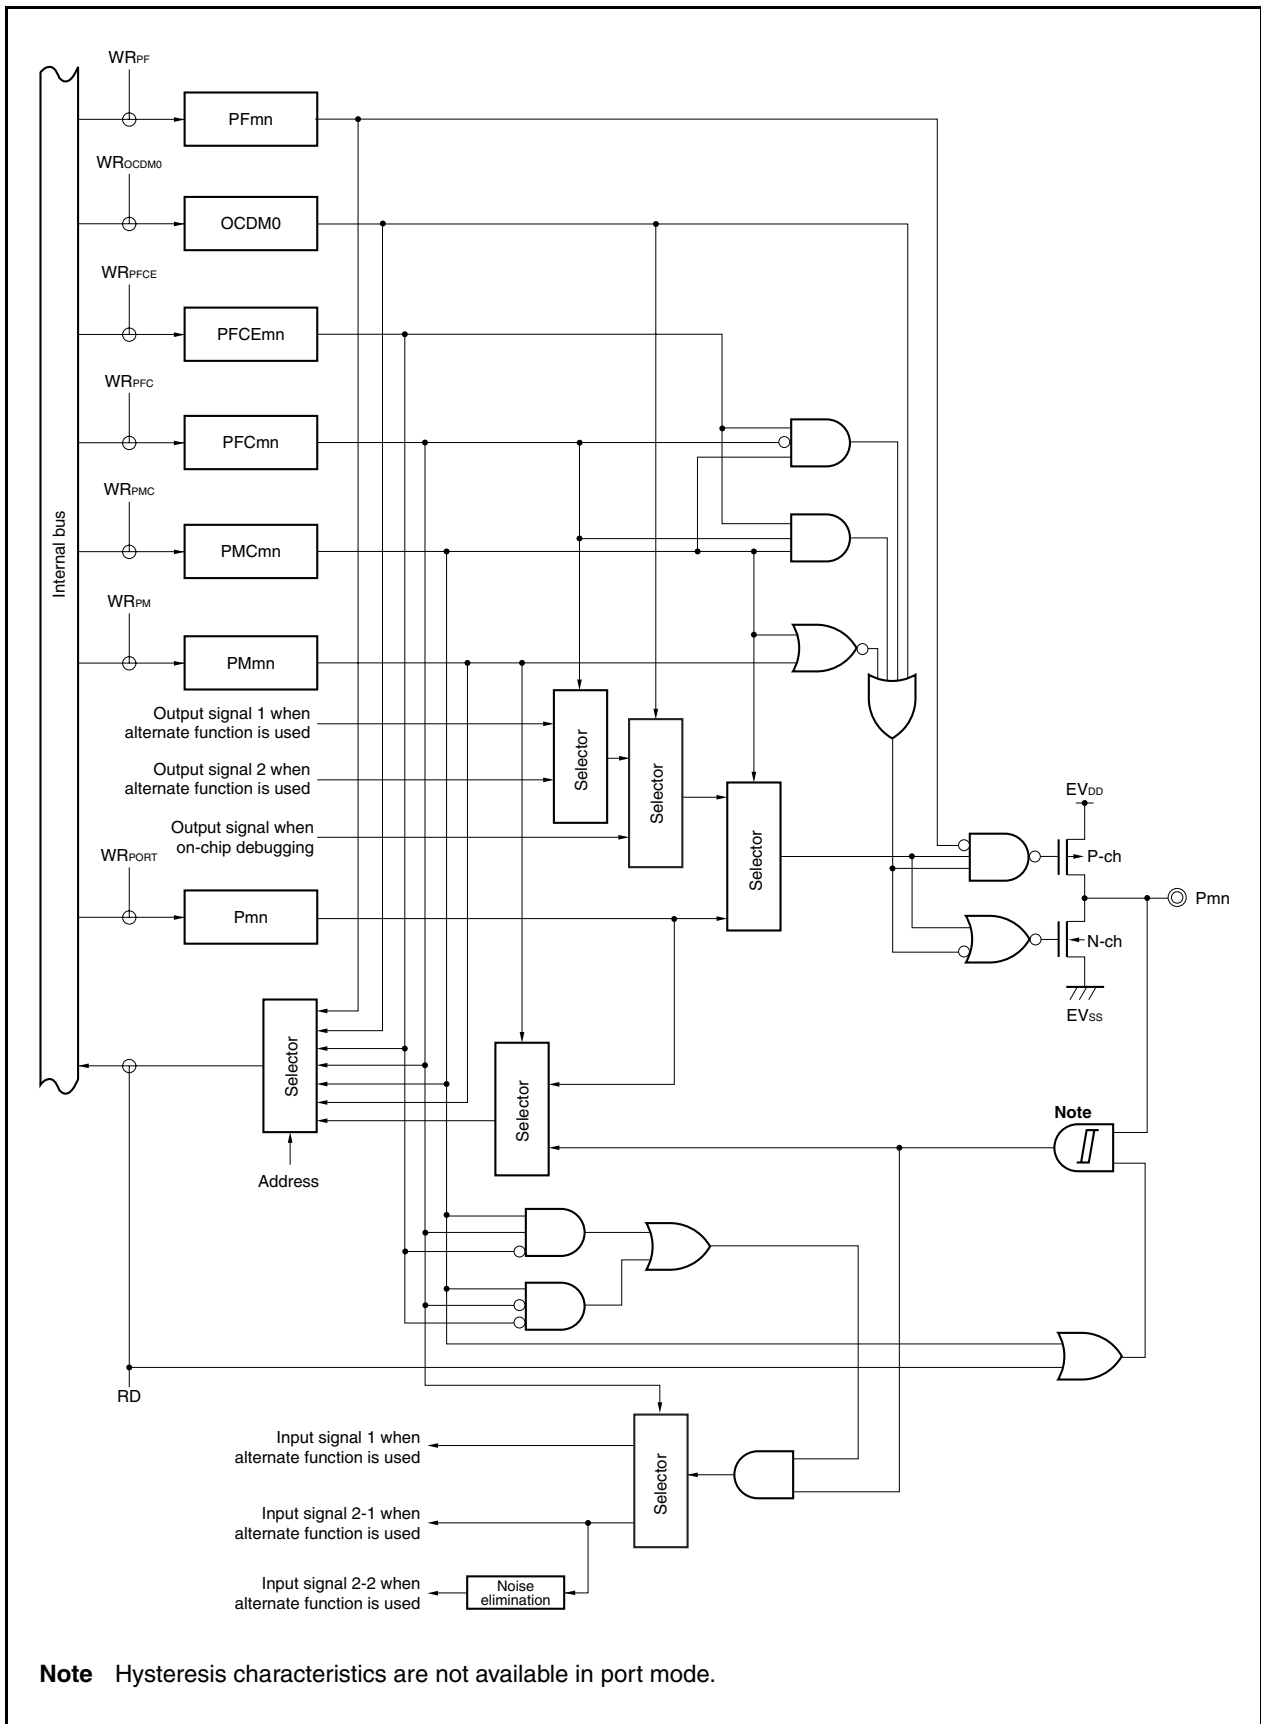 WRPF
PFmn
WROCDM0
OCDM0
WRPFCE
PFCEmn
WRPFC
PFCmn
WRPMC
PMCmn
Internal bus
WRPM
PMmn
Output signal 1 when
alternate function is used
Output signal 2 when
alternate function is used
Output signal when
on-chip debugging
Selector
Selector
Selector
WRPORT
Pmn
EVDD
P-ch
Pmn
N-ch
EVSS
Selector
Selector
Address
Note
RD
Input signal 1 when
alternate function is used
Selector
Input signal 2-1 when
alternate function is used
Input signal 2-2 when
alternate function is used
Noise
elimination
Note Hysteresis characteristics are not available in port mode.